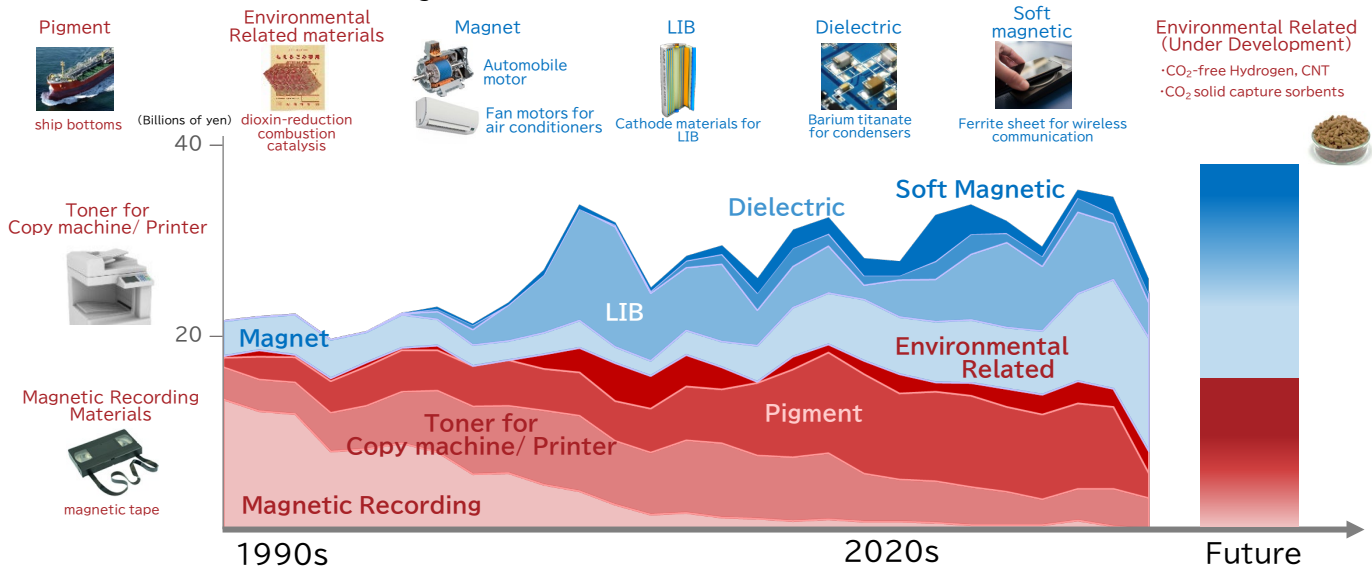 Pigment
ship bottoms
Environmental
Related materials
dioxin-reduction
combustion
catalysis
Magnet
Automobile
motor
Fan motors for
air conditioners
LIB
Cathode materials for
LIB
Dielectric
Barium titanate
for condensers
Soft
magnetic
Ferrite sheet for wireless
communication
Environmental Related
(Under Development)
・CO₂-free Hydrogen, CNT
・CO₂ solid capture sorbents
(Billions of yen)
40
20
Toner for
Copy machine/ Printer
Magnetic Recording
Materials
magnetic tape
Soft Magnetic
Dielectric
LIB
Magnet
Environmental
Related
Pigment
Toner for
Copy machine/ Printer
Magnetic Recording
1990s
2020s
Future